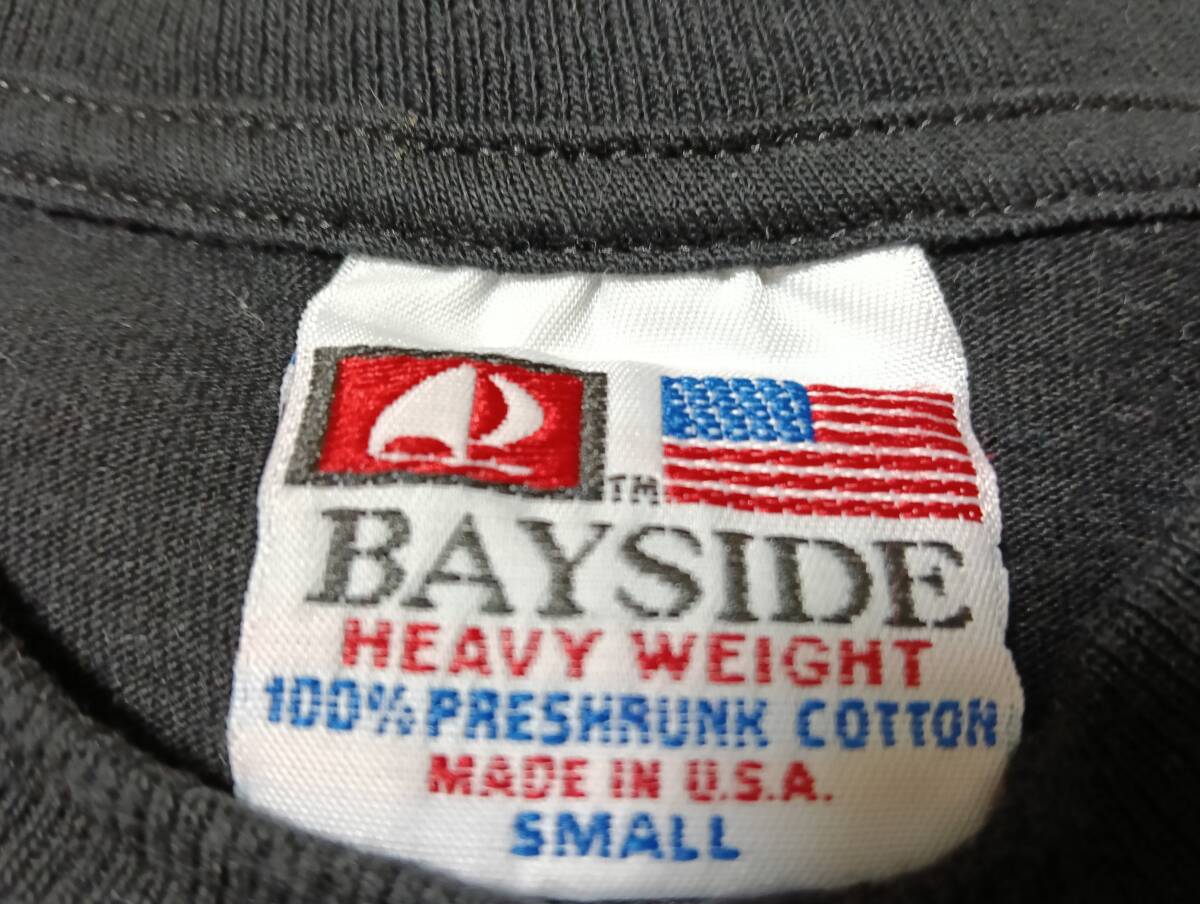 TM
BAYSIDE
HEAVY WEIGHT
100% PRESHRUNK COTTON
MADE IN U.S.A.
SMALL